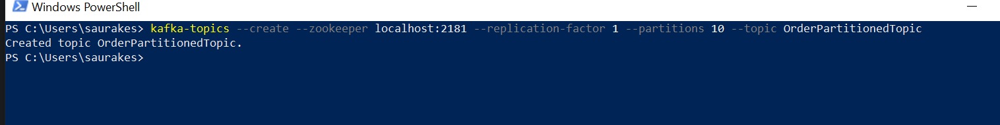 Windows PowerShell
PS C:\Users\saurakes> kafka-topics --create --zookeeper localhost:2181 --replication-factor 1 --partitions 10 --topic OrderPartitionedTopic
Created topic OrderPartitionedTopic.
PS C:\Users\saurakes>